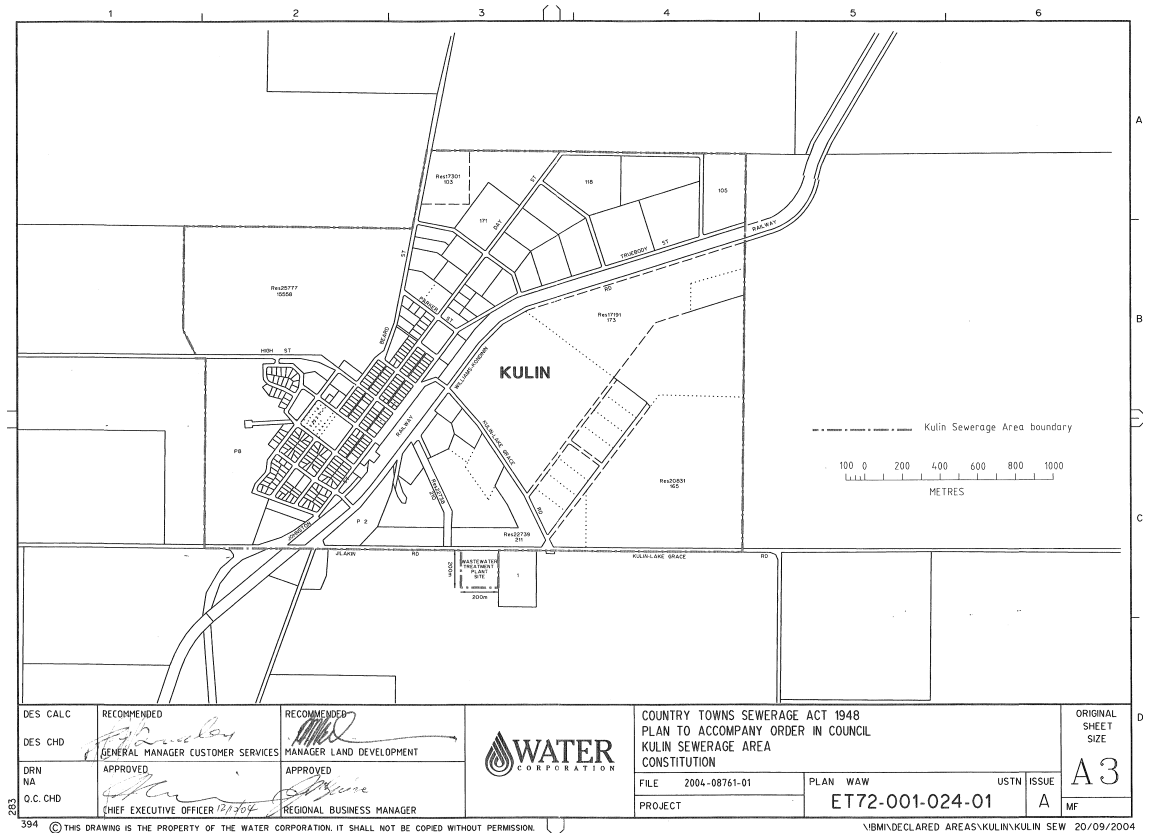 1 2 3 4 5 6
A
B
C
D
Res17301
103
118
105
171
DAY ST
TRUEBODY ST
RAILWAY
ST
BEARD
PARKER ST
RD
Res25777
15558
Res17191
173
HIGH ST
WILLIAMS-KONDININ
KULIN
RAILWAY
KULIN-LAKE GRACE
RD
P8
Res20831
165
Kulin Sewerage Area boundary
100 0 200 400 600 800 1000
METRES
210
P 2
JOHNSTON
Res22739
211
JILAKIN RD
KULIN-LAKE GRACE RD
WASTEWATER
TREATMENT
PLANT
SITE
200m
200m
1
DES CALC
DES CHD
DRN
NA
Q.C. CHD
RECOMMENDED
GENERAL MANAGER CUSTOMER SERVICES
RECOMMENDED
MANAGER LAND DEVELOPMENT
APPROVED
CHIEF EXECUTIVE OFFICER 12/10/04
APPROVED
REGIONAL BUSINESS MANAGER
WATER
CORPORATION
COUNTRY TOWNS SEWERAGE ACT 1948
PLAN TO ACCOMPANY ORDER IN COUNCIL
KULIN SEWERAGE AREA
CONSTITUTION
FILE 2004-08761-01
PROJECT
PLAN WAW USTN
ET72-001-024-01
ISSUE
A
ORIGINAL
SHEET
SIZE
A3
MF
283
394
© THIS DRAWING IS THE PROPERTY OF THE WATER CORPORATION. IT SHALL NOT BE COPIED WITHOUT PERMISSION.
\IBM\DECLARED AREAS\KULIN\KULIN SEW 20/09/2004